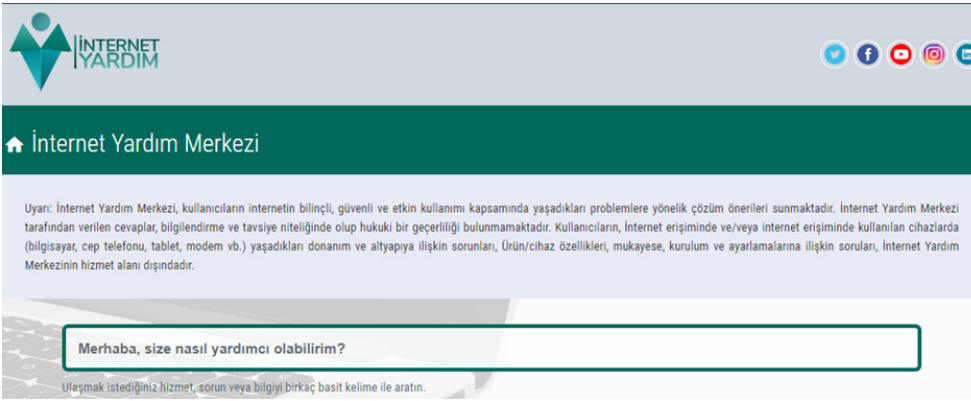 İNTERNET
YARDIM
İnternet Yardım Merkezi
Uyarı: İnternet Yardım Merkezi, kullanıcıların internetin bilinçli, güvenli ve etkin kullanımı kapsamında yaşadıkları problemlere yönelik çözüm önerileri sunmaktadır. İnternet Yardım Merkezi
tarafından verilen cevaplar, bilgilendirme ve tavsiye niteliğinde olup hukuki bir geçerliliği bulunmamaktadır. Kullanıcıların, İnternet erişiminde ve/veya internet erişiminde kullanılan cihazlarda
(bilgisayar, cep telefonu, tablet, modem vb.) yaşadıkları donanım ve altyapıya ilişkin sorunları, Ürün/cihaz özellikleri, mukayese, kurulum ve ayarlamalarına ilişkin soruları, İnternet Yardım
Merkezinin hizmet alanı dışındadır.
Merhaba, size nasıl yardımcı olabilirim?
Ulaşmak istediğiniz hizmet, sorun veya bilgiyi birkaç basit kelime ile aratın.